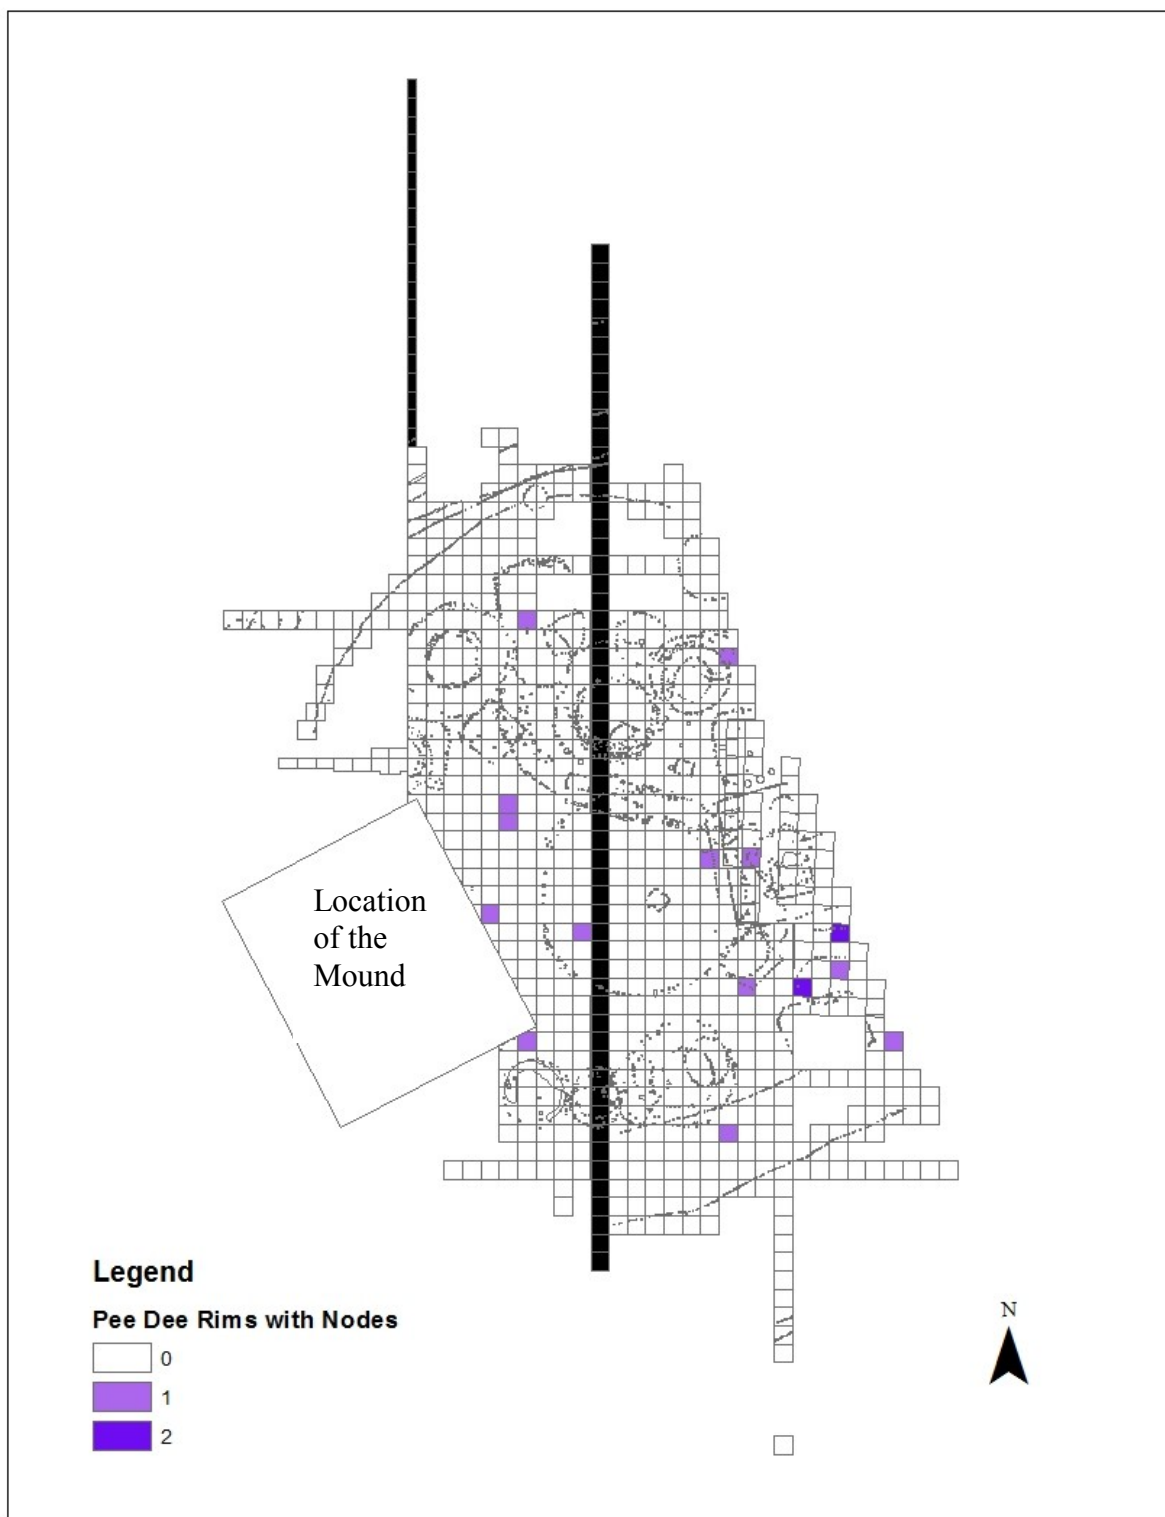 Location
of the
Mound
Legend
Pee Dee Rims with Nodes
0
1
2
N